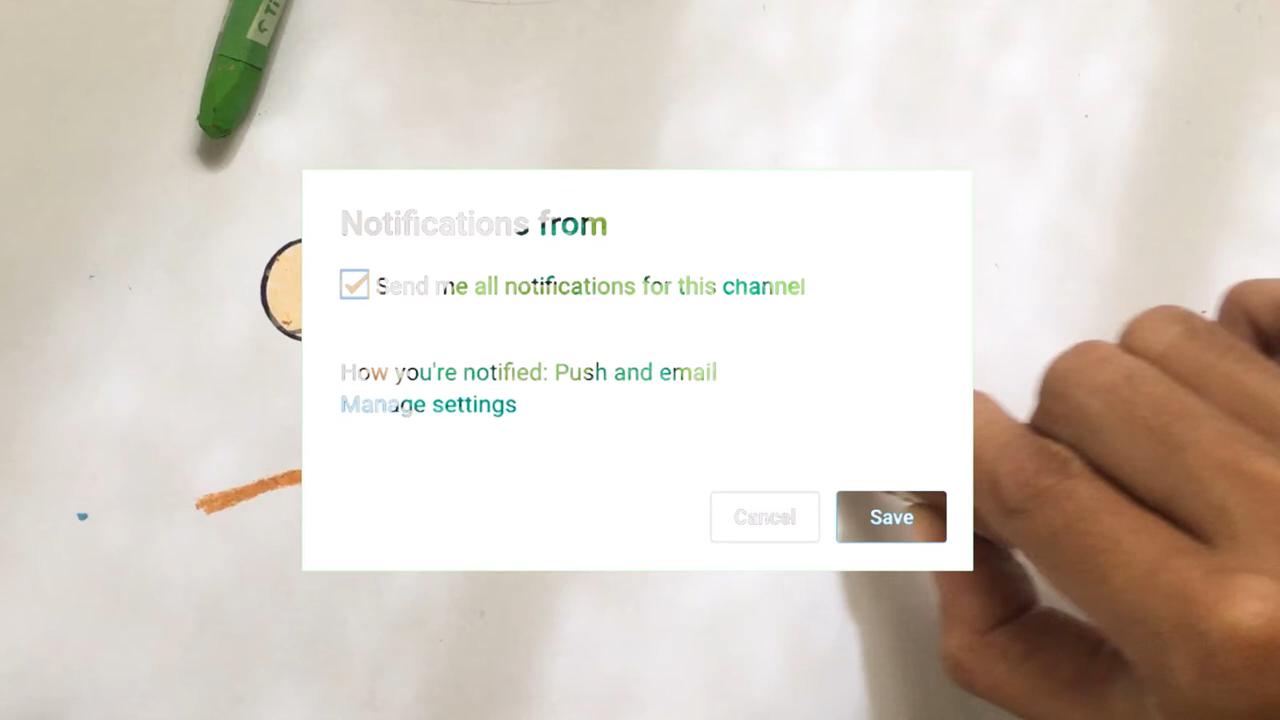 Notifications from
Send me all notifications for this channel
How you're notified: Push and email
Manage settings
Cancel
Save